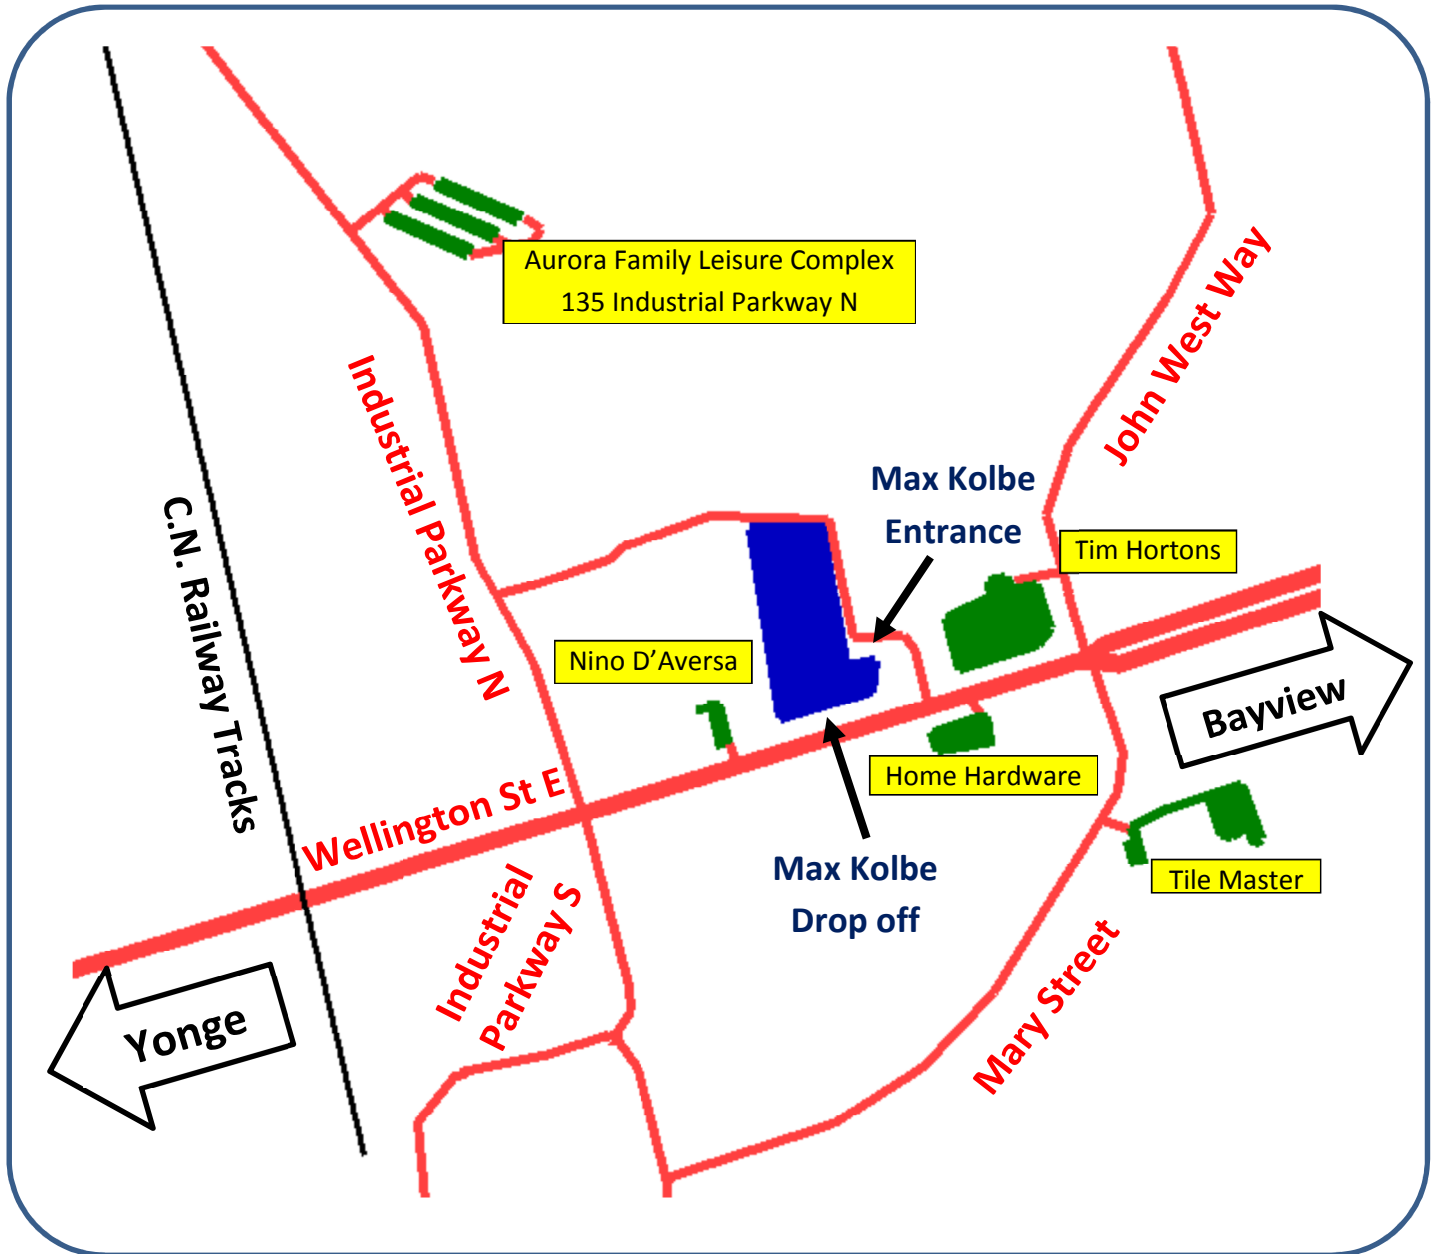 Aurora Family Leisure Complex
135 Industrial Parkway N
John West Way
Industrial Parkway N
Max Kolbe
Entrance
C.N. Railway Tracks
Tim Hortons
Nino D’Aversa
Bayview
Home Hardware
Wellington St E
Max Kolbe
Drop off
Tile Master
Industrial
Parkway S
Mary Street
Yonge